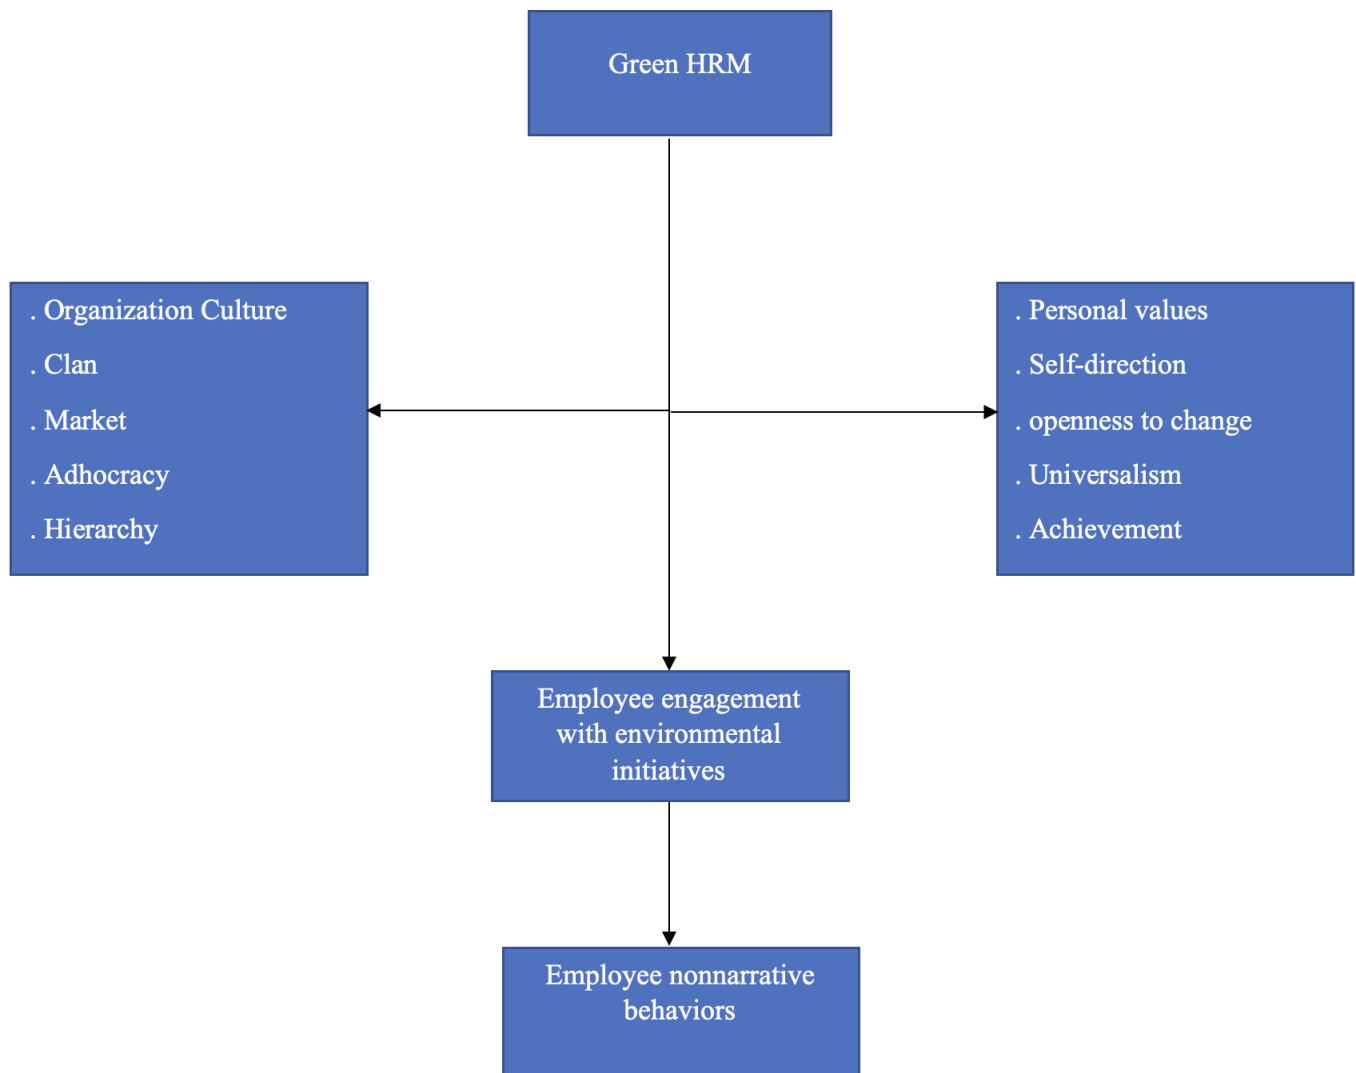 Green HRM
. Organization Culture
. Clan
. Market
. Adhocracy
. Hierarchy
. Personal values
. Self-direction
. openness to change
. Universalism
. Achievement
Employee engagement
with environmental
initiatives
Employee nonnarrative
behaviors